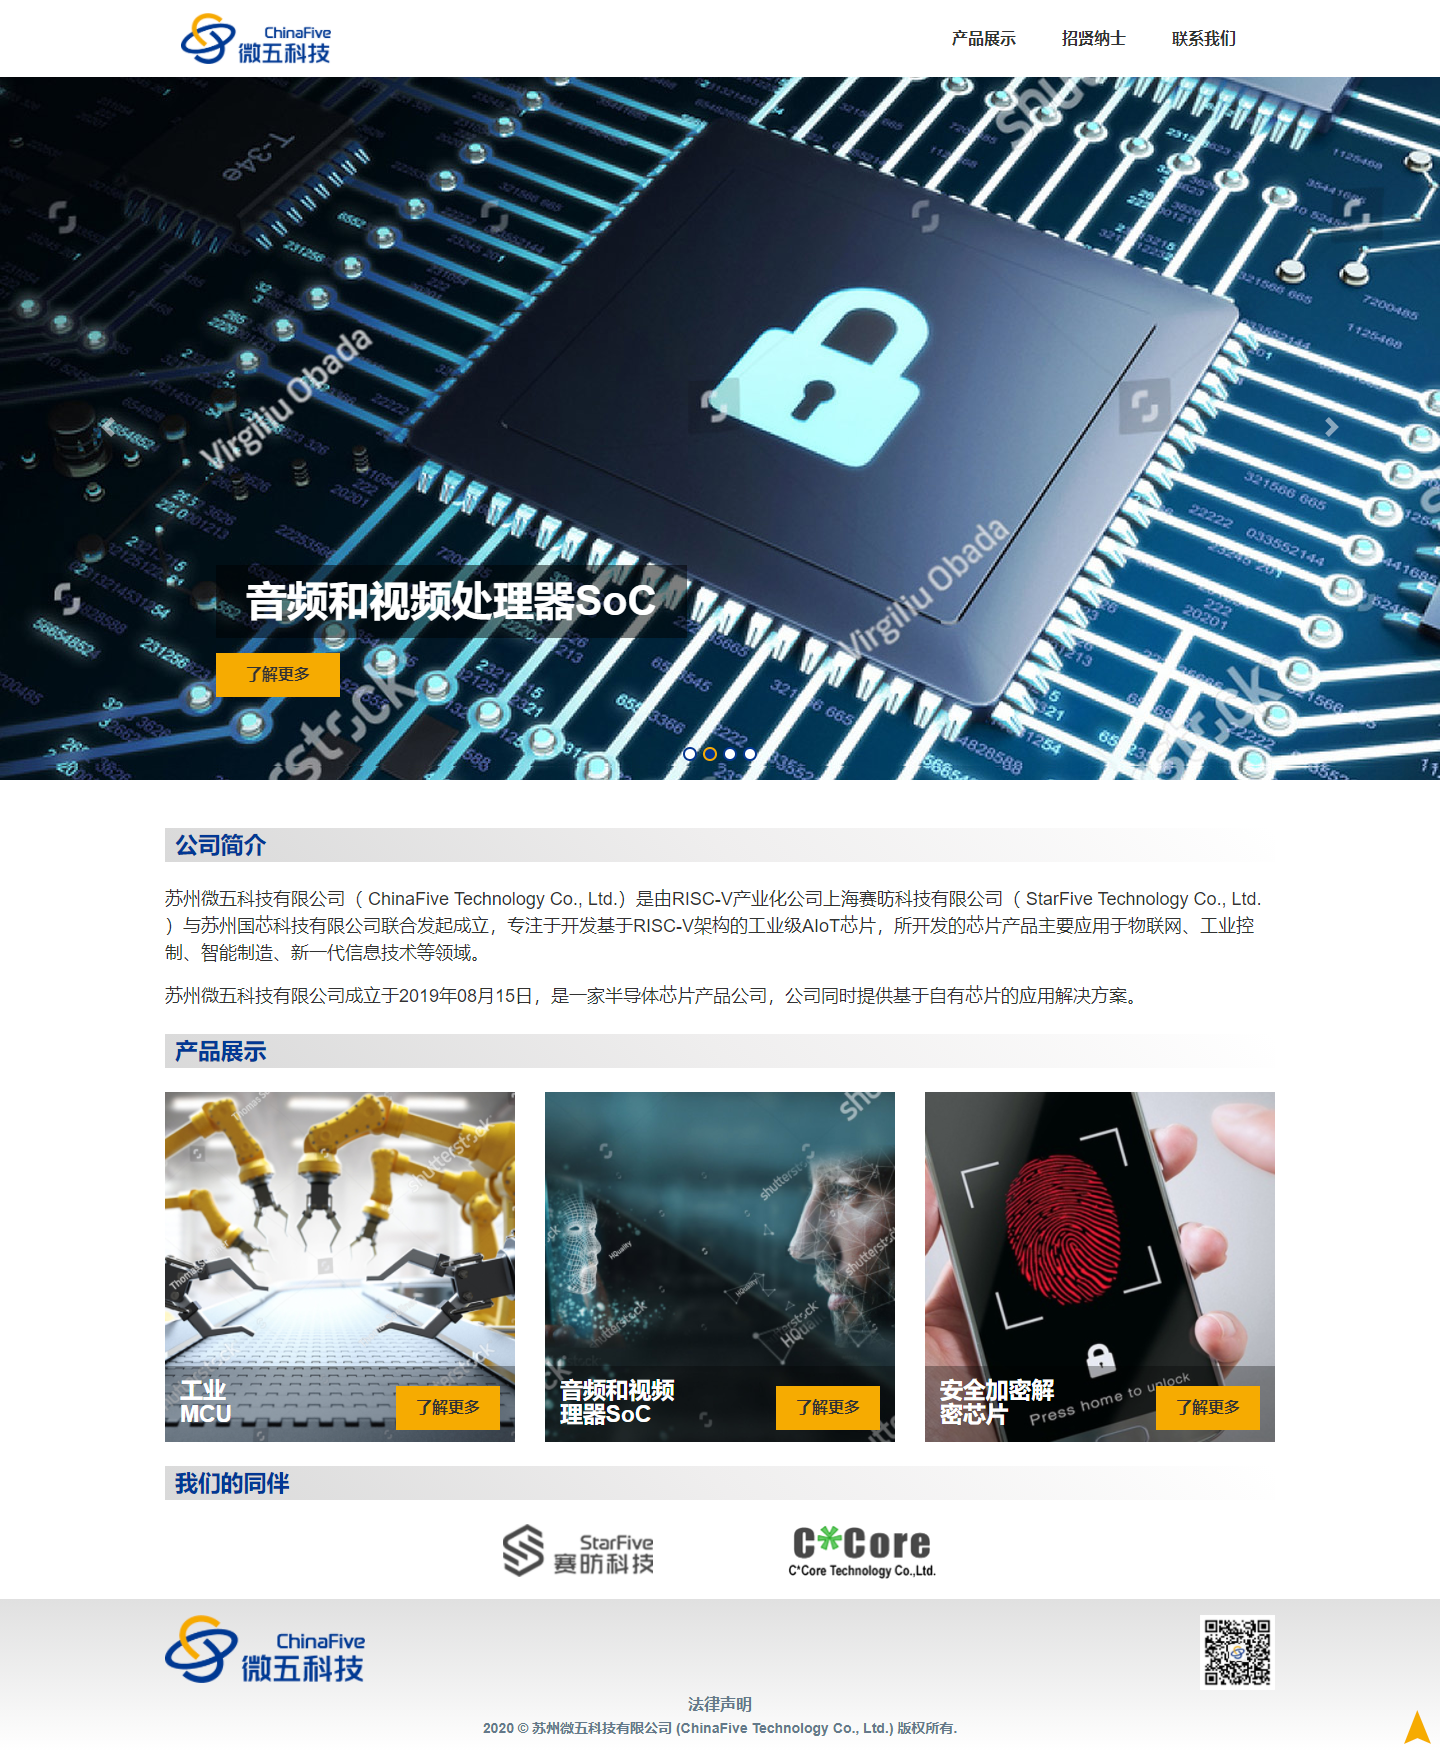 ChinaFive
微五科技
产品展示
招贤纳士
联系我们
T-34e
Virgiliu Obada
Virgiliu Obada
音频和视频处理器SoC
了解更多
公司简介
苏州微五科技有限公司（ ChinaFive Technology Co., Ltd.）是由RISC-V产业化公司上海赛昉科技有限公司（ StarFive Technology Co., Ltd.
）与苏州国芯科技有限公司联合发起成立，专注于开发基于RISC-V架构的工业级AIoT芯片，所开发的芯片产品主要应用于物联网、工业控
制、智能制造、新一代信息技术等领域。
苏州微五科技有限公司成立于2019年08月15日，是一家半导体芯片产品公司，公司同时提供基于自有芯片的应用解决方案。
产品展示
shutterstock
工业
MCU
了解更多
HQuality
音频和视频
理器SoC
了解更多
Press home to unlock
安全加密解
密芯片
了解更多
我们的同伴
StarFive
赛昉科技
C*Core
C*Core Technology Co.,Ltd.
ChinaFive
微五科技
法律声明
2020 © 苏州微五科技有限公司 (ChinaFive Technology Co., Ltd.) 版权所有.